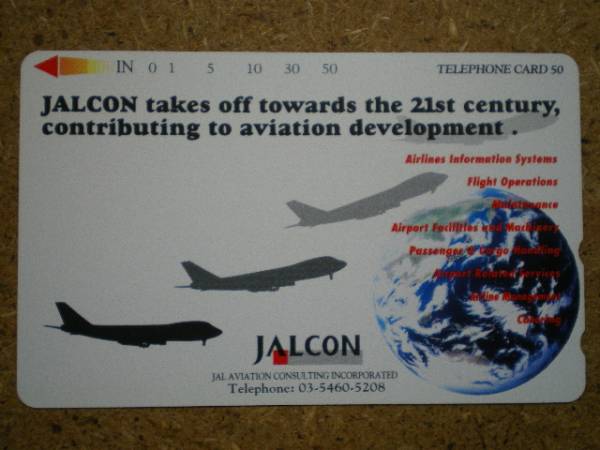 IN 0 1 5 10 30 50 TELEPHONE CARD 50
JALCON takes off towards the 21st century,
contributing to aviation development .
Airlines Information Systems
Flight Operations
Maintenance
Airport Facilities and Machinery
Passenger & Cargo Handling
Airport Related Services
Airline Management
Catering
JALCON
JAL AVIATION CONSULTING INCORPORATED
Telephone: 03-5460-5208